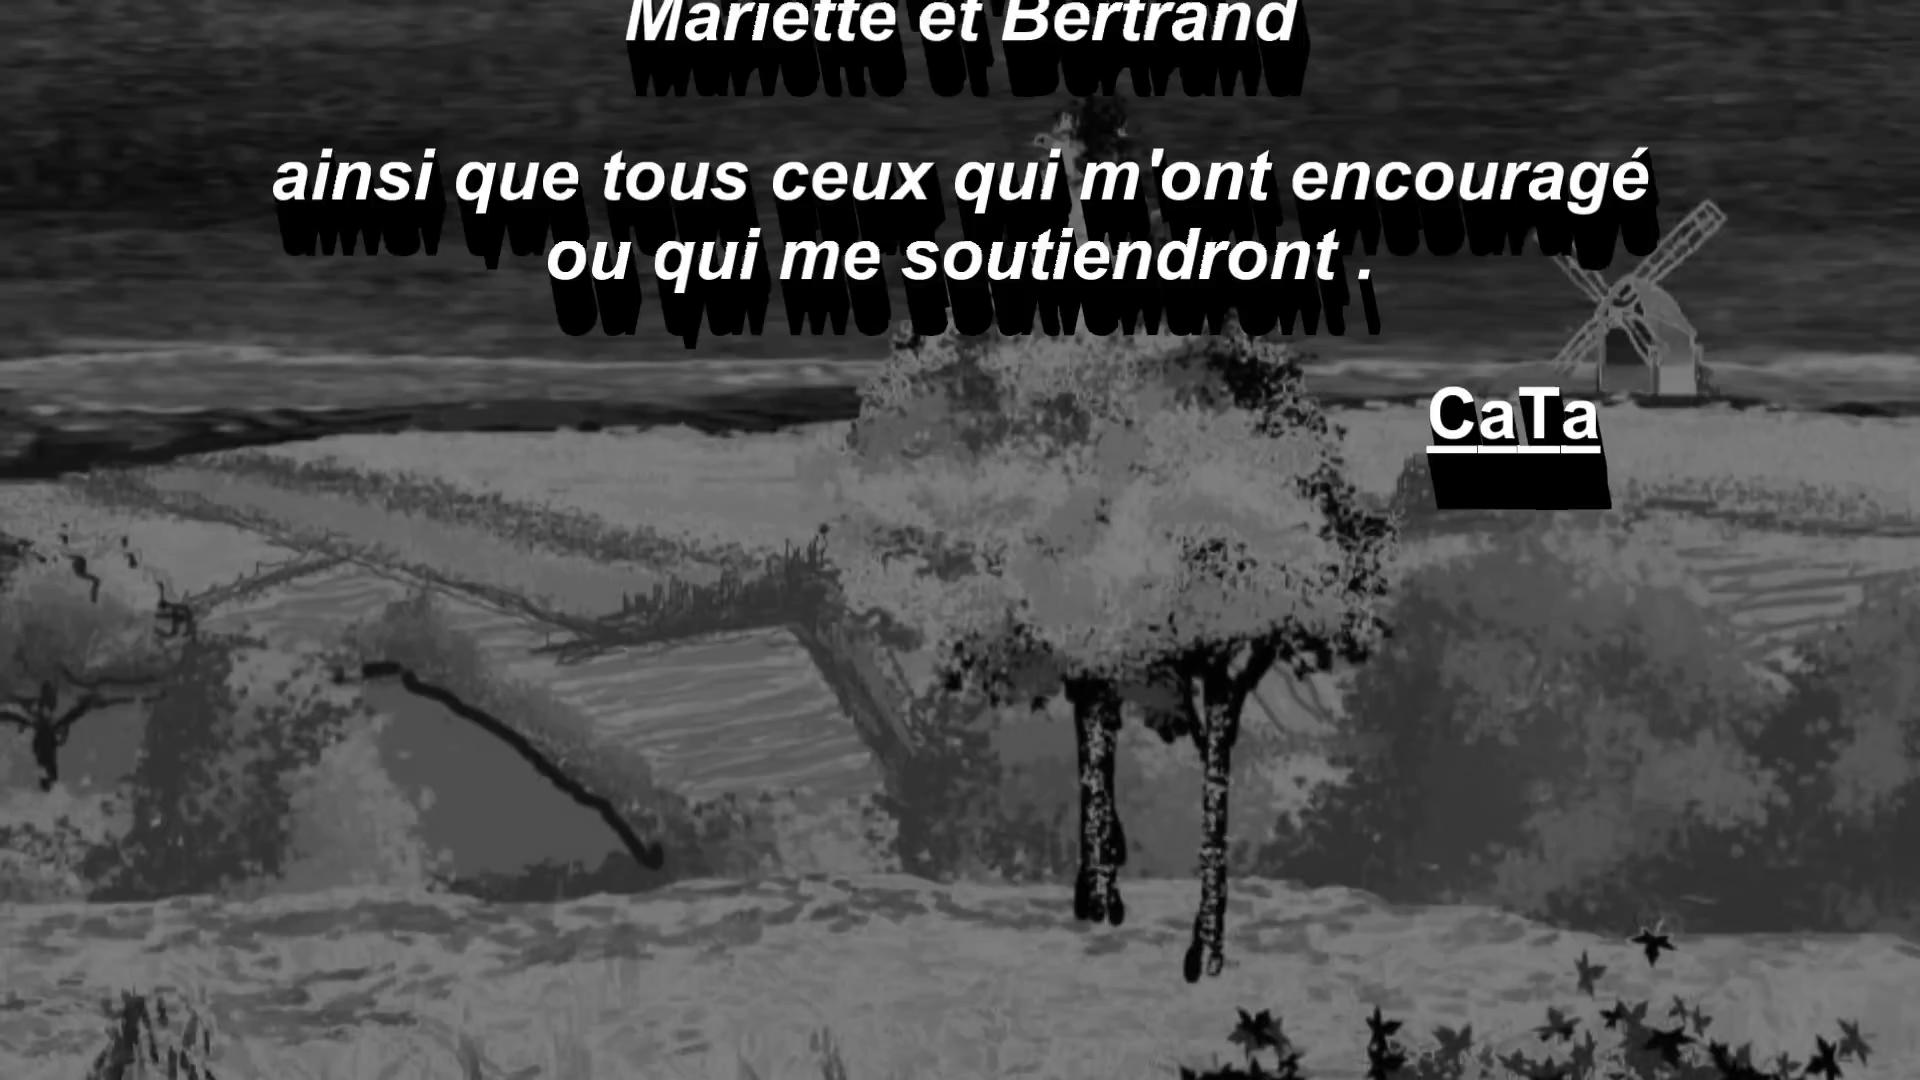 Mariette et Bertrand
ainsi que tous ceux qui m'ont encouragé
ou qui me soutiendront .
CaTa